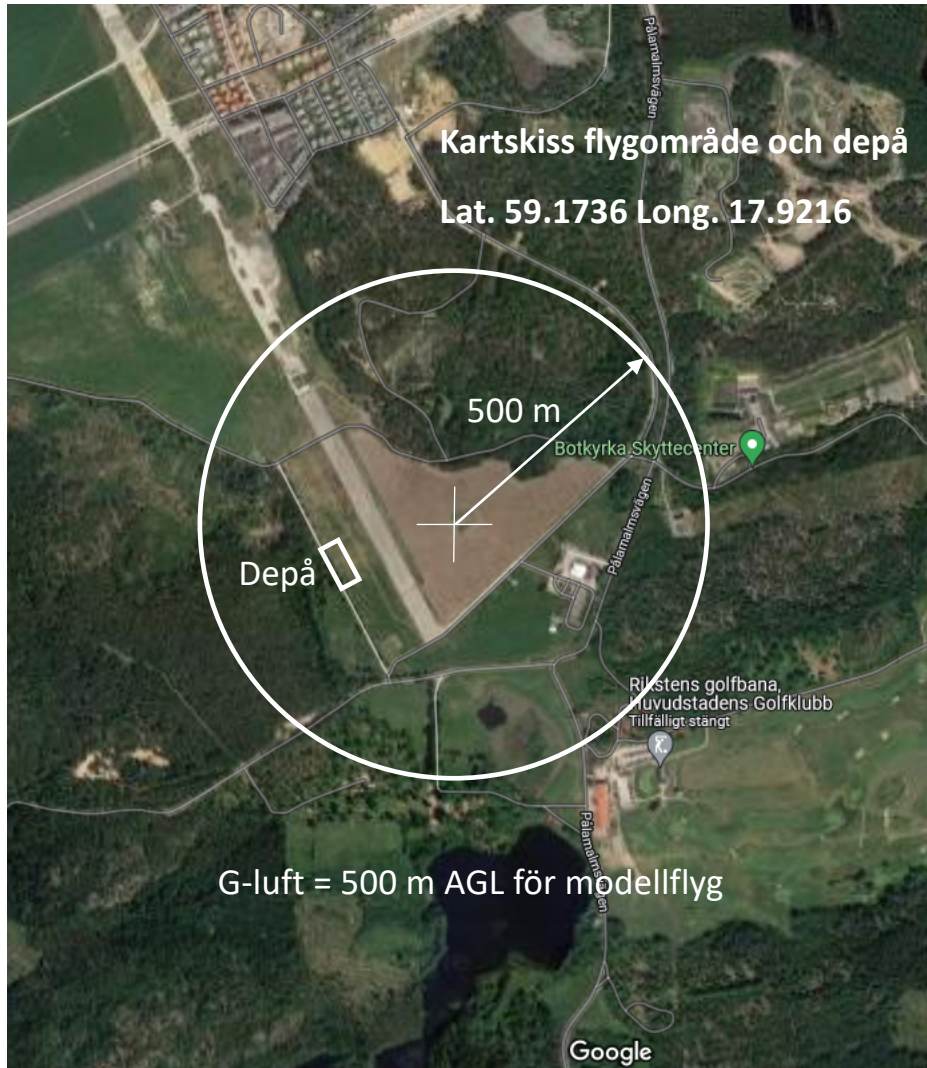 Pålamalmsvägen
Kartskiss flygområde och depå
Lat. 59.1736 Long. 17.9216
500 m
Botkyrka Skyttecenter
Pålamalmsvägen
Depå
Rikstens golfbana,
Huvudstadens Golfklubb
Tillfälligt stängt
Pålamalmsvägen
G-luft = 500 m AGL för modellflyg
Google